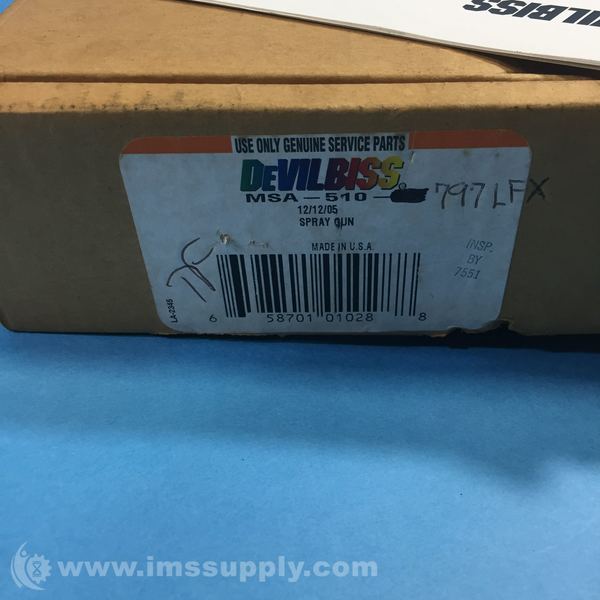 VILBISS
USE ONLY GENUINE SERVICE PARTS
DEVILBISS
MSA-510- 797LFX
12/12/05
SPRAY GUN
MADE IN U.S.A.
INSP.
BY
7551
LA-2345
6 58701 01028 8
www.imssupply.com